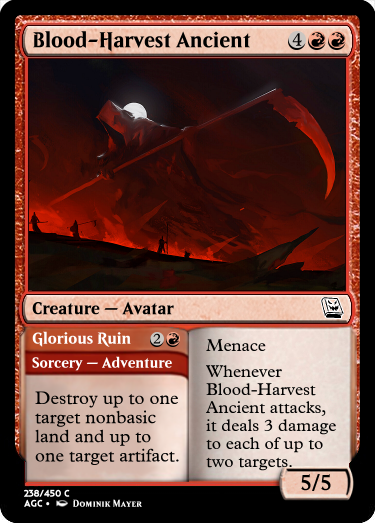 Blood-Harvest Ancient 4
Creature — Avatar
Glorious Ruin 2
Sorcery — Adventure
Destroy up to one
target nonbasic
land and up to
one target artifact.
Menace
Whenever
Blood-Harvest
Ancient attacks,
it deals 3 damage
to each of up to
two targets.
5/5
238/450 C
AGC • Dominik Mayer